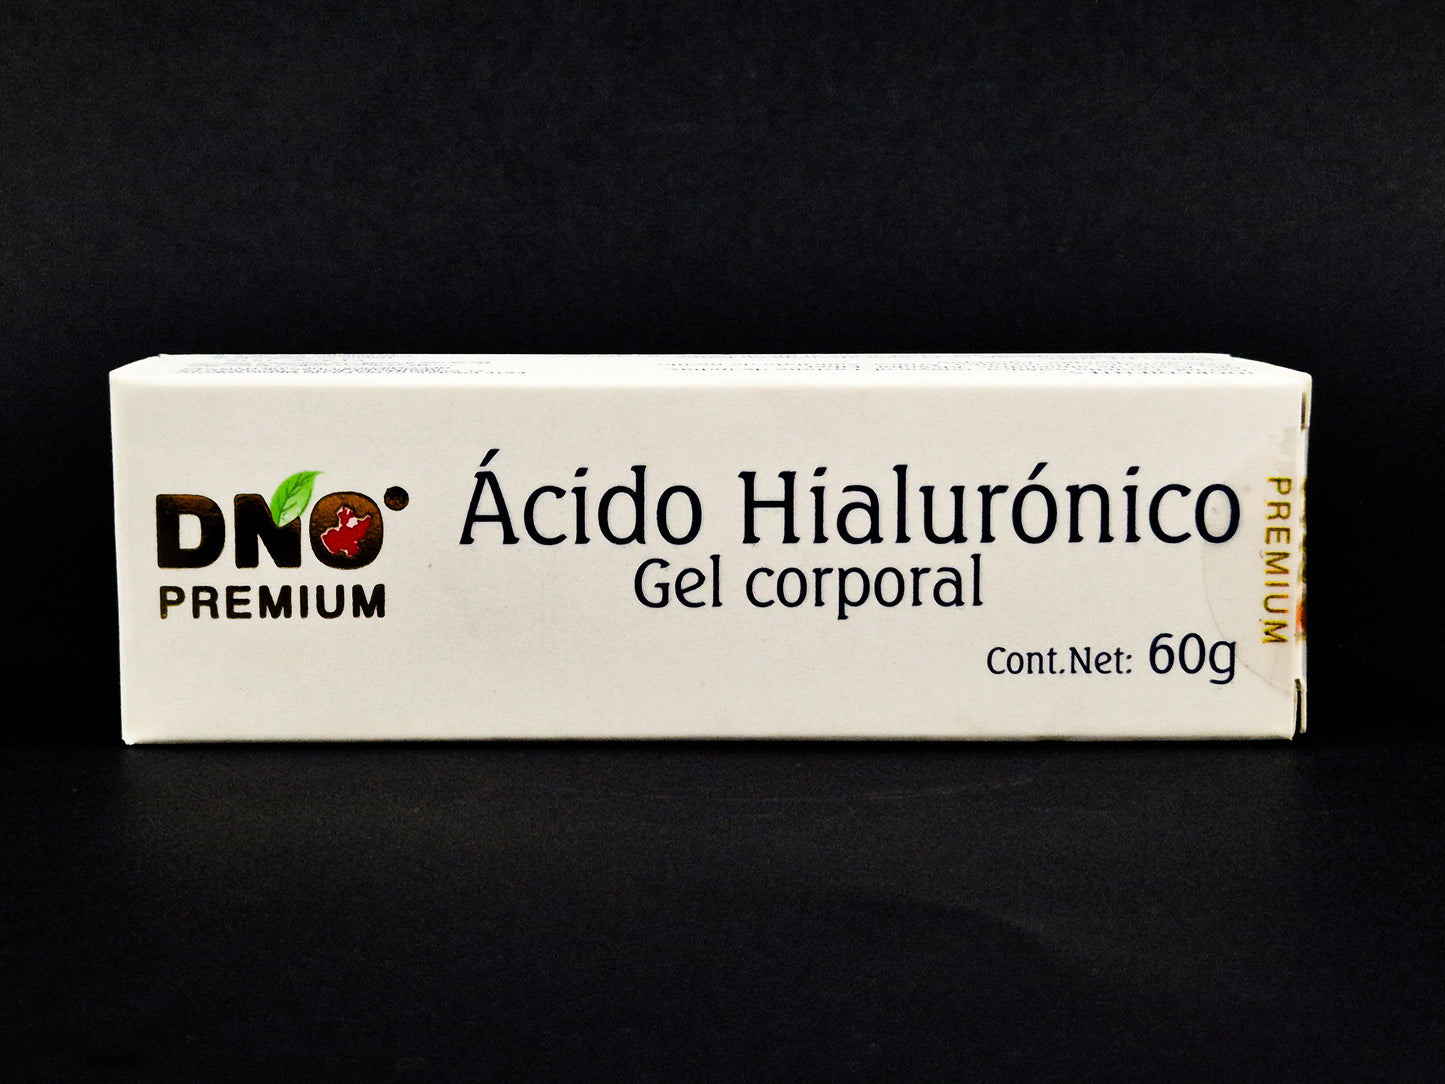 DNO
PREMIUM
Ácido Hialurónico
Gel corporal
Cont.Net: 60g
PREMIUM